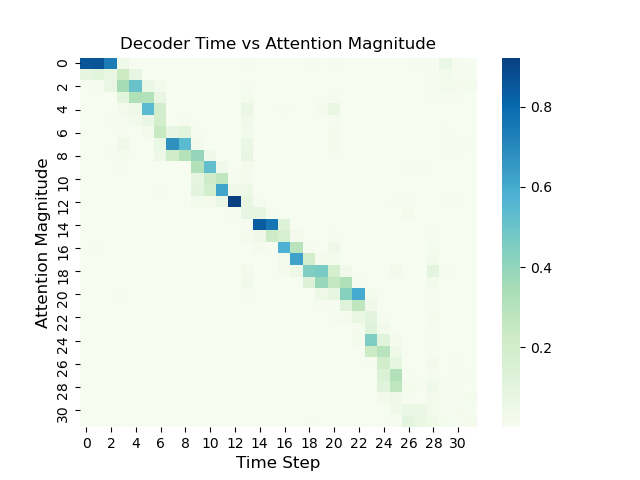 Decoder Time vs Attention Magnitude
Attention Magnitude
0 2 4 6 8 10 12 14 16 18 20 22 24 26 28 30
0 2 4 6 8 10 12 14 16 18 20 22 24 26 28 30
Time Step
0.8
0.6
0.4
0.2